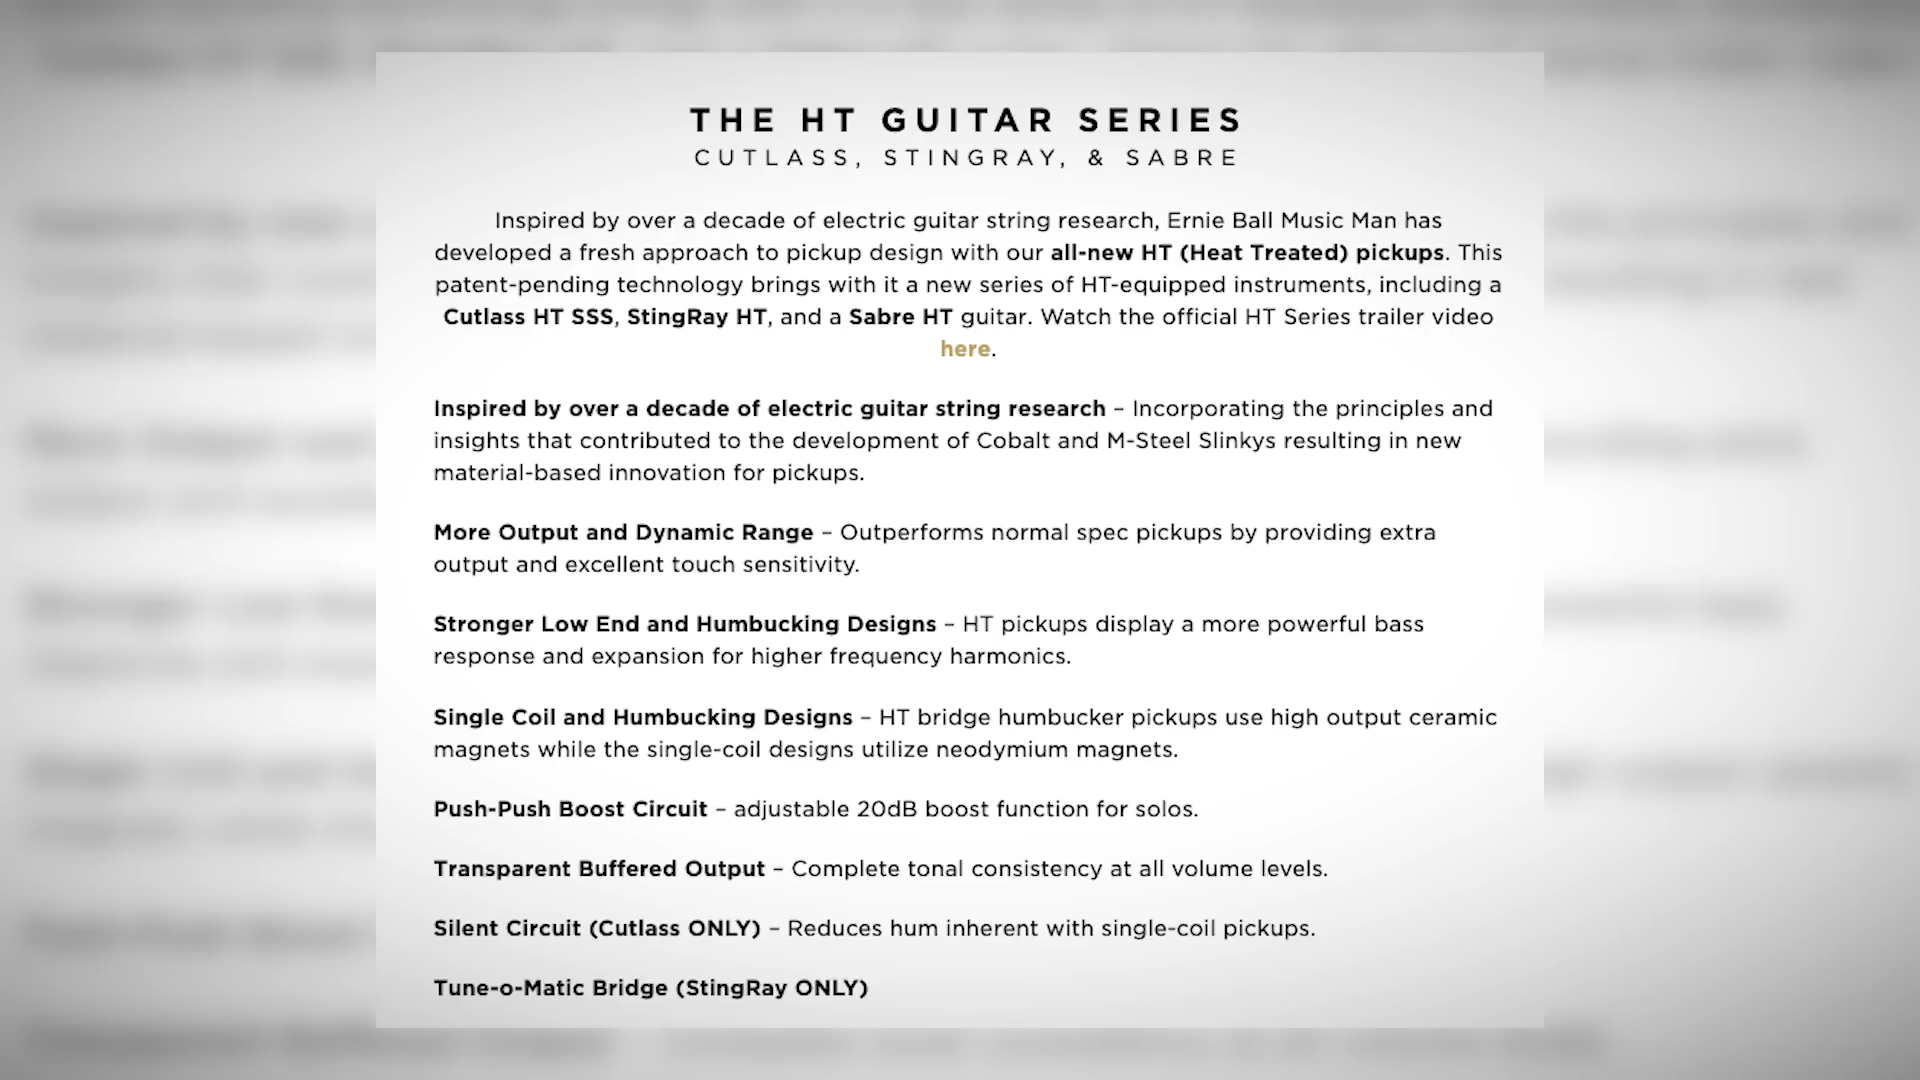 THE HT GUITAR SERIES
CUTLASS, STINGRAY, & SABRE
Inspired by over a decade of electric guitar string research, Ernie Ball Music Man has
developed a fresh approach to pickup design with our all-new HT (Heat Treated) pickups. This
patent-pending technology brings with it a new series of HT-equipped instruments, including a
Cutlass HT SSS, StingRay HT, and a Sabre HT guitar. Watch the official HT Series trailer video
here.
Inspired by over a decade of electric guitar string research – Incorporating the principles and
insights that contributed to the development of Cobalt and M-Steel Slinkys resulting in new
material-based innovation for pickups.
More Output and Dynamic Range – Outperforms normal spec pickups by providing extra
output and excellent touch sensitivity.
Stronger Low End and Humbucking Designs – HT pickups display a more powerful bass
response and expansion for higher frequency harmonics.
Single Coil and Humbucking Designs – HT bridge humbucker pickups use high output ceramic
magnets while the single-coil designs utilize neodymium magnets.
Push-Push Boost Circuit – adjustable 20dB boost function for solos.
Transparent Buffered Output – Complete tonal consistency at all volume levels.
Silent Circuit (Cutlass ONLY) – Reduces hum inherent with single-coil pickups.
Tune-o-Matic Bridge (StingRay ONLY)